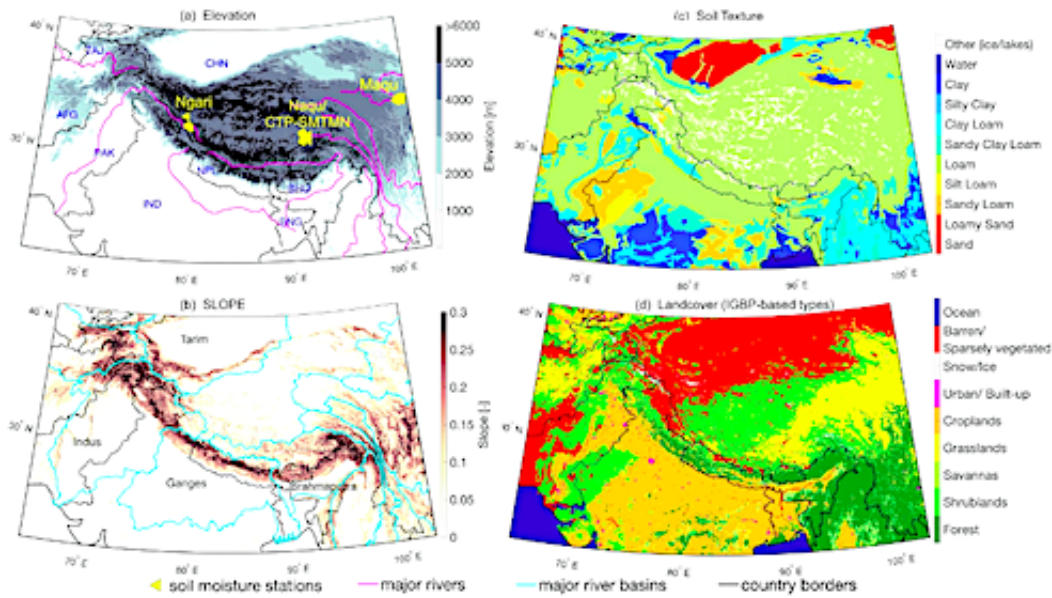 (a) Elevation
40° N
30° N
70° E
80° E
90° E
100° E
TAJ
CHN
AFG
PAK
IND
NPL
BHU
BNG
Ngari
Naqu/
CTP-SMTMN
Maqu
>6000
5000
4000
3000
2000
1000
Elevation [m]
(c) Soil Texture
40° N
30° N
70° E
80° E
90° E
100° E
Other (ice/lakes)
Water
Clay
Silty Clay
Clay Loam
Sandy Clay Loam
Loam
Silt Loam
Sandy Loam
Loamy Sand
Sand
(b) SLOPE
40° N
30° N
70° E
80° E
90° E
100° E
Tarim
Indus
Ganges
Brahmaputra
0.3
0.25
0.2
0.15
0.1
0.05
0
Slope [-]
(d) Landcover (IGBP-based types)
40° N
30° N
70° E
80° E
90° E
100° E
Ocean
Barren/
Sparsely vegetated
Snow/Ice
Urban/ Built-up
Croplands
Grasslands
Savannas
Shrublands
Forest
soil moisture stations
major rivers
major river basins
country borders